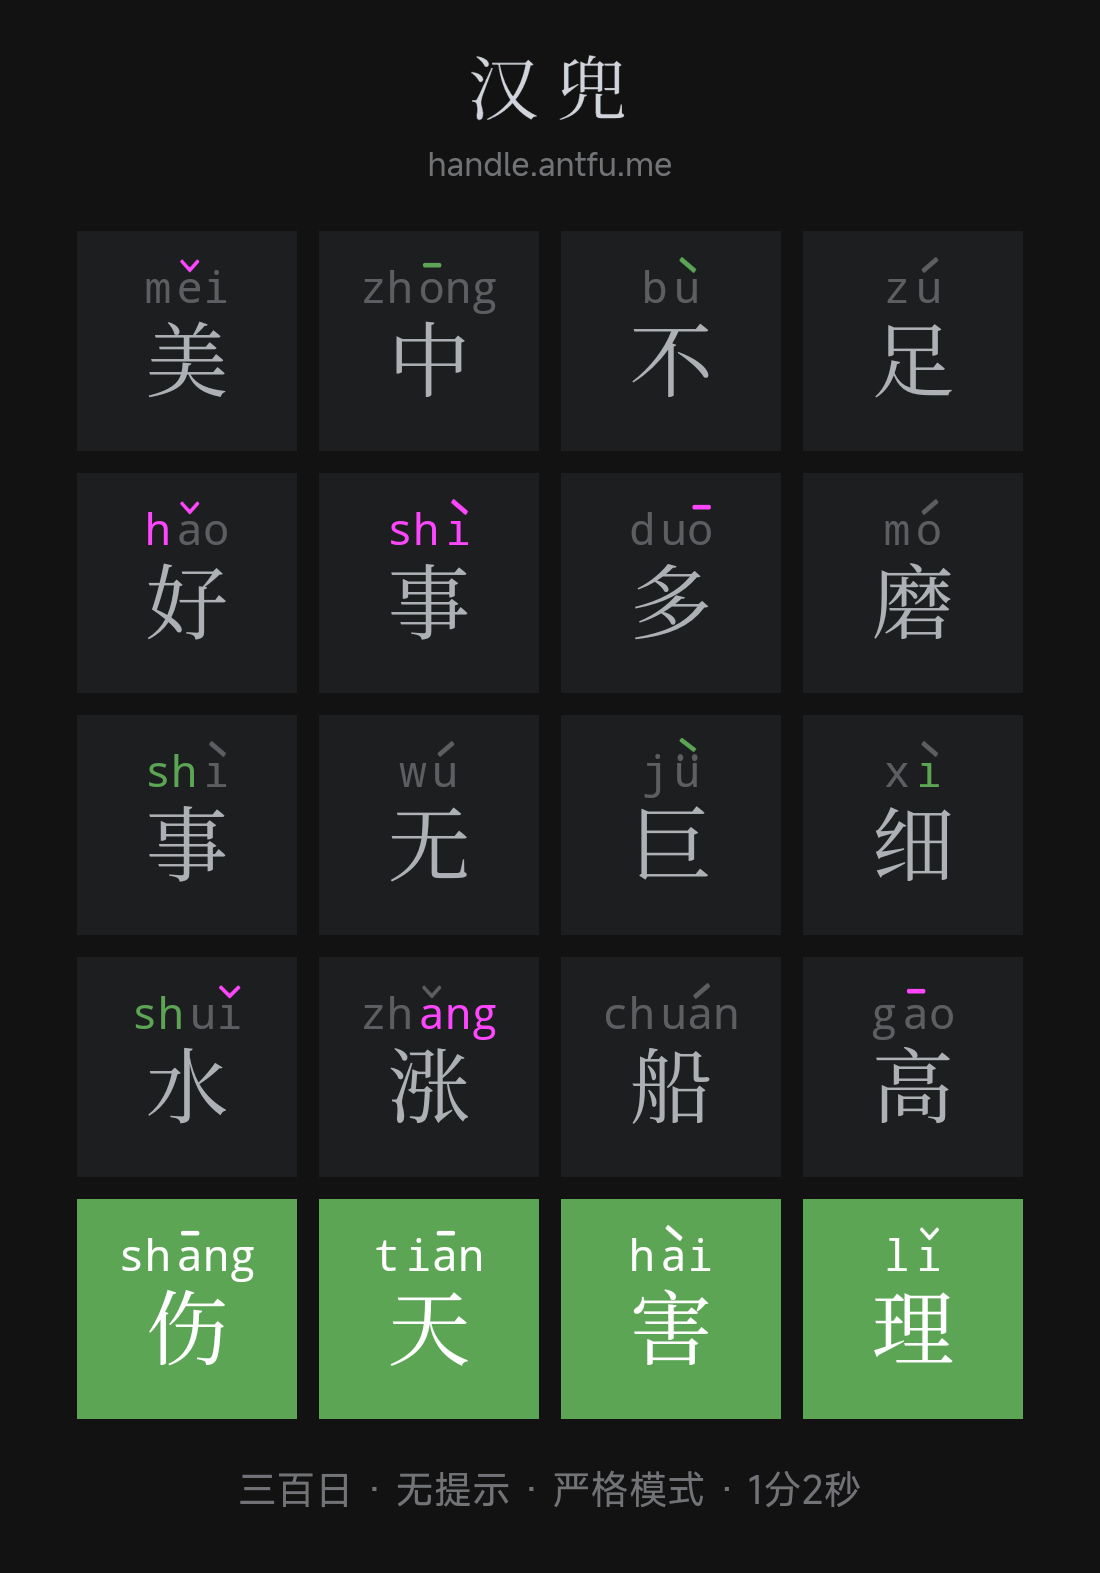 汉兜
handle.antfu.me
měi zhōng bù zú
美 中 不 足
hǎo shì duō mó
好 事 多 磨
shì wú jǜ xì
事 无 巨 细
shuǐ zhǎng chuán gāo
水 涨 船 高
shāng tiān hài lǐ
伤 天 害 理
三百日 · 无提示 · 严格模式 · 1分2秒